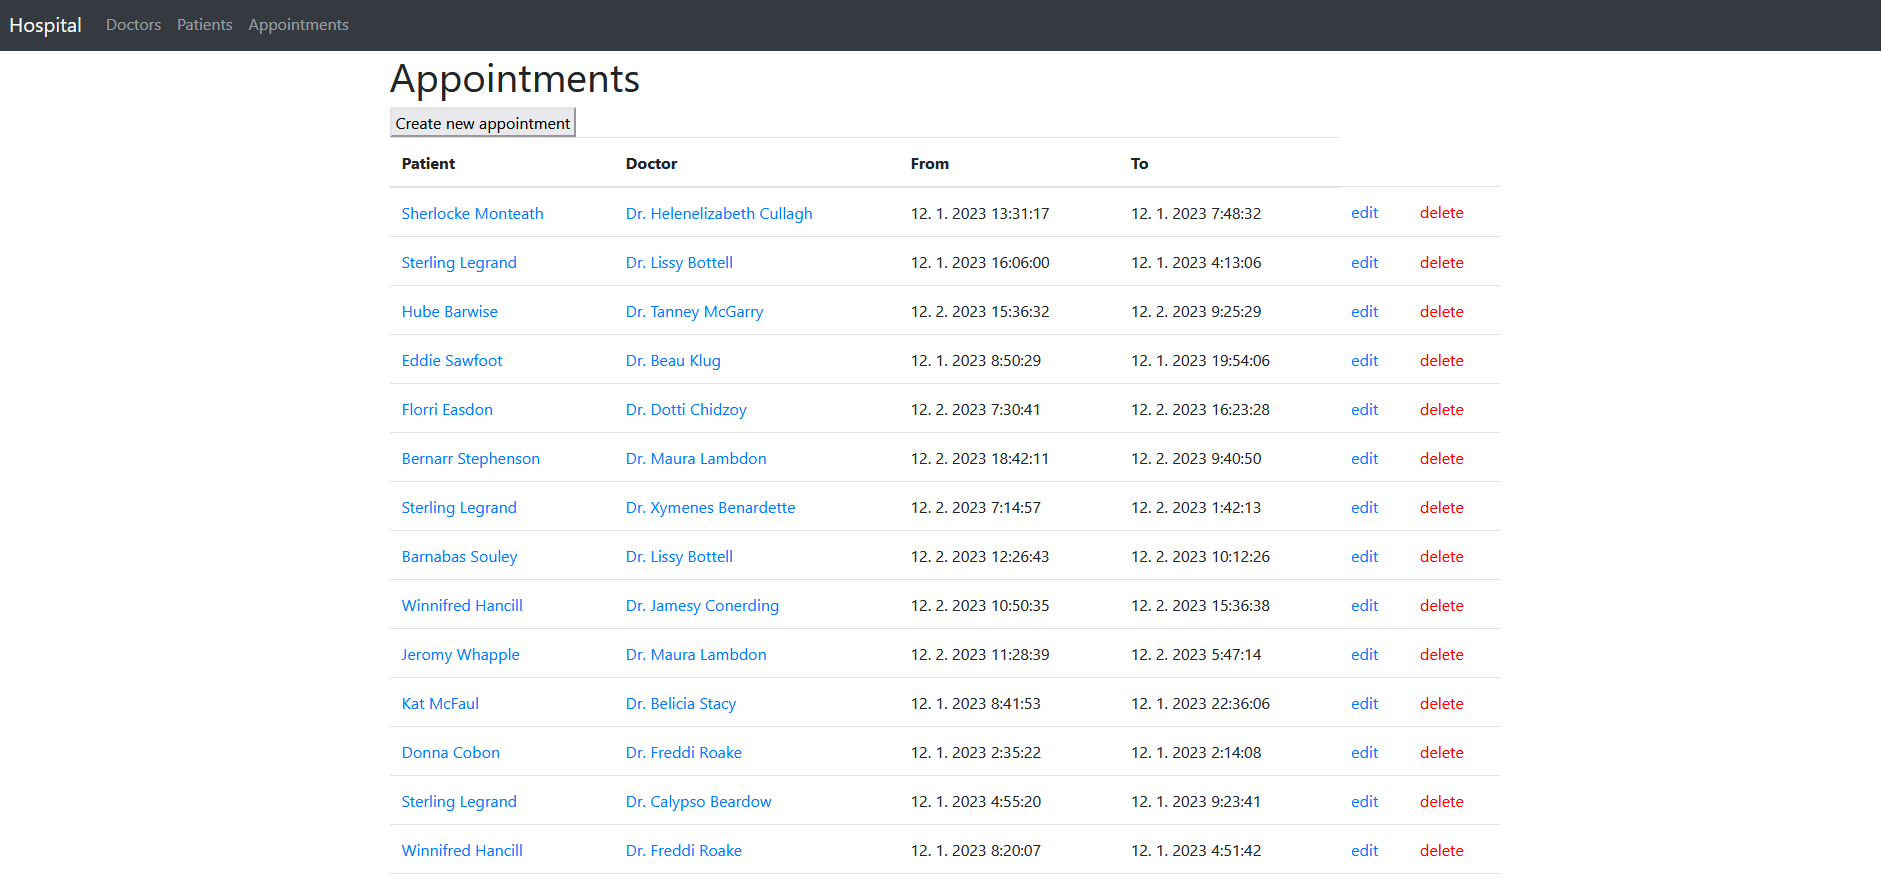 Hospital Doctors Patients Appointments
Appointments
Create new appointment
Patient Doctor From To
Sherlocke Monteath Dr. Helenelizabeth Cullagh 12. 1. 2023 13:31:17 12. 1. 2023 7:48:32 edit delete
Sterling Legrand Dr. Lissy Bottell 12. 1. 2023 16:06:00 12. 1. 2023 4:13:06 edit delete
Hube Barwise Dr. Tanney McGarry 12. 2. 2023 15:36:32 12. 2. 2023 9:25:29 edit delete
Eddie Sawfoot Dr. Beau Klug 12. 1. 2023 8:50:29 12. 1. 2023 19:54:06 edit delete
Florri Easdon Dr. Dotti Chidzoy 12. 2. 2023 7:30:41 12. 2. 2023 16:23:28 edit delete
Bernarr Stephenson Dr. Maura Lambdon 12. 2. 2023 18:42:11 12. 2. 2023 9:40:50 edit delete
Sterling Legrand Dr. Xymenes Benardette 12. 2. 2023 7:14:57 12. 2. 2023 1:42:13 edit delete
Barnabas Souley Dr. Lissy Bottell 12. 2. 2023 12:26:43 12. 2. 2023 10:12:26 edit delete
Winnifred Hancill Dr. Jamesy Conerding 12. 2. 2023 10:50:35 12. 2. 2023 15:36:38 edit delete
Jeromy Whapple Dr. Maura Lambdon 12. 2. 2023 11:28:39 12. 2. 2023 5:47:14 edit delete
Kat McFaul Dr. Belicia Stacy 12. 1. 2023 8:41:53 12. 1. 2023 22:36:06 edit delete
Donna Cobon Dr. Freddi Roake 12. 1. 2023 2:35:22 12. 1. 2023 2:14:08 edit delete
Sterling Legrand Dr. Calypso Beardow 12. 1. 2023 4:55:20 12. 1. 2023 9:23:41 edit delete
Winnifred Hancill Dr. Freddi Roake 12. 1. 2023 8:20:07 12. 1. 2023 4:51:42 edit delete